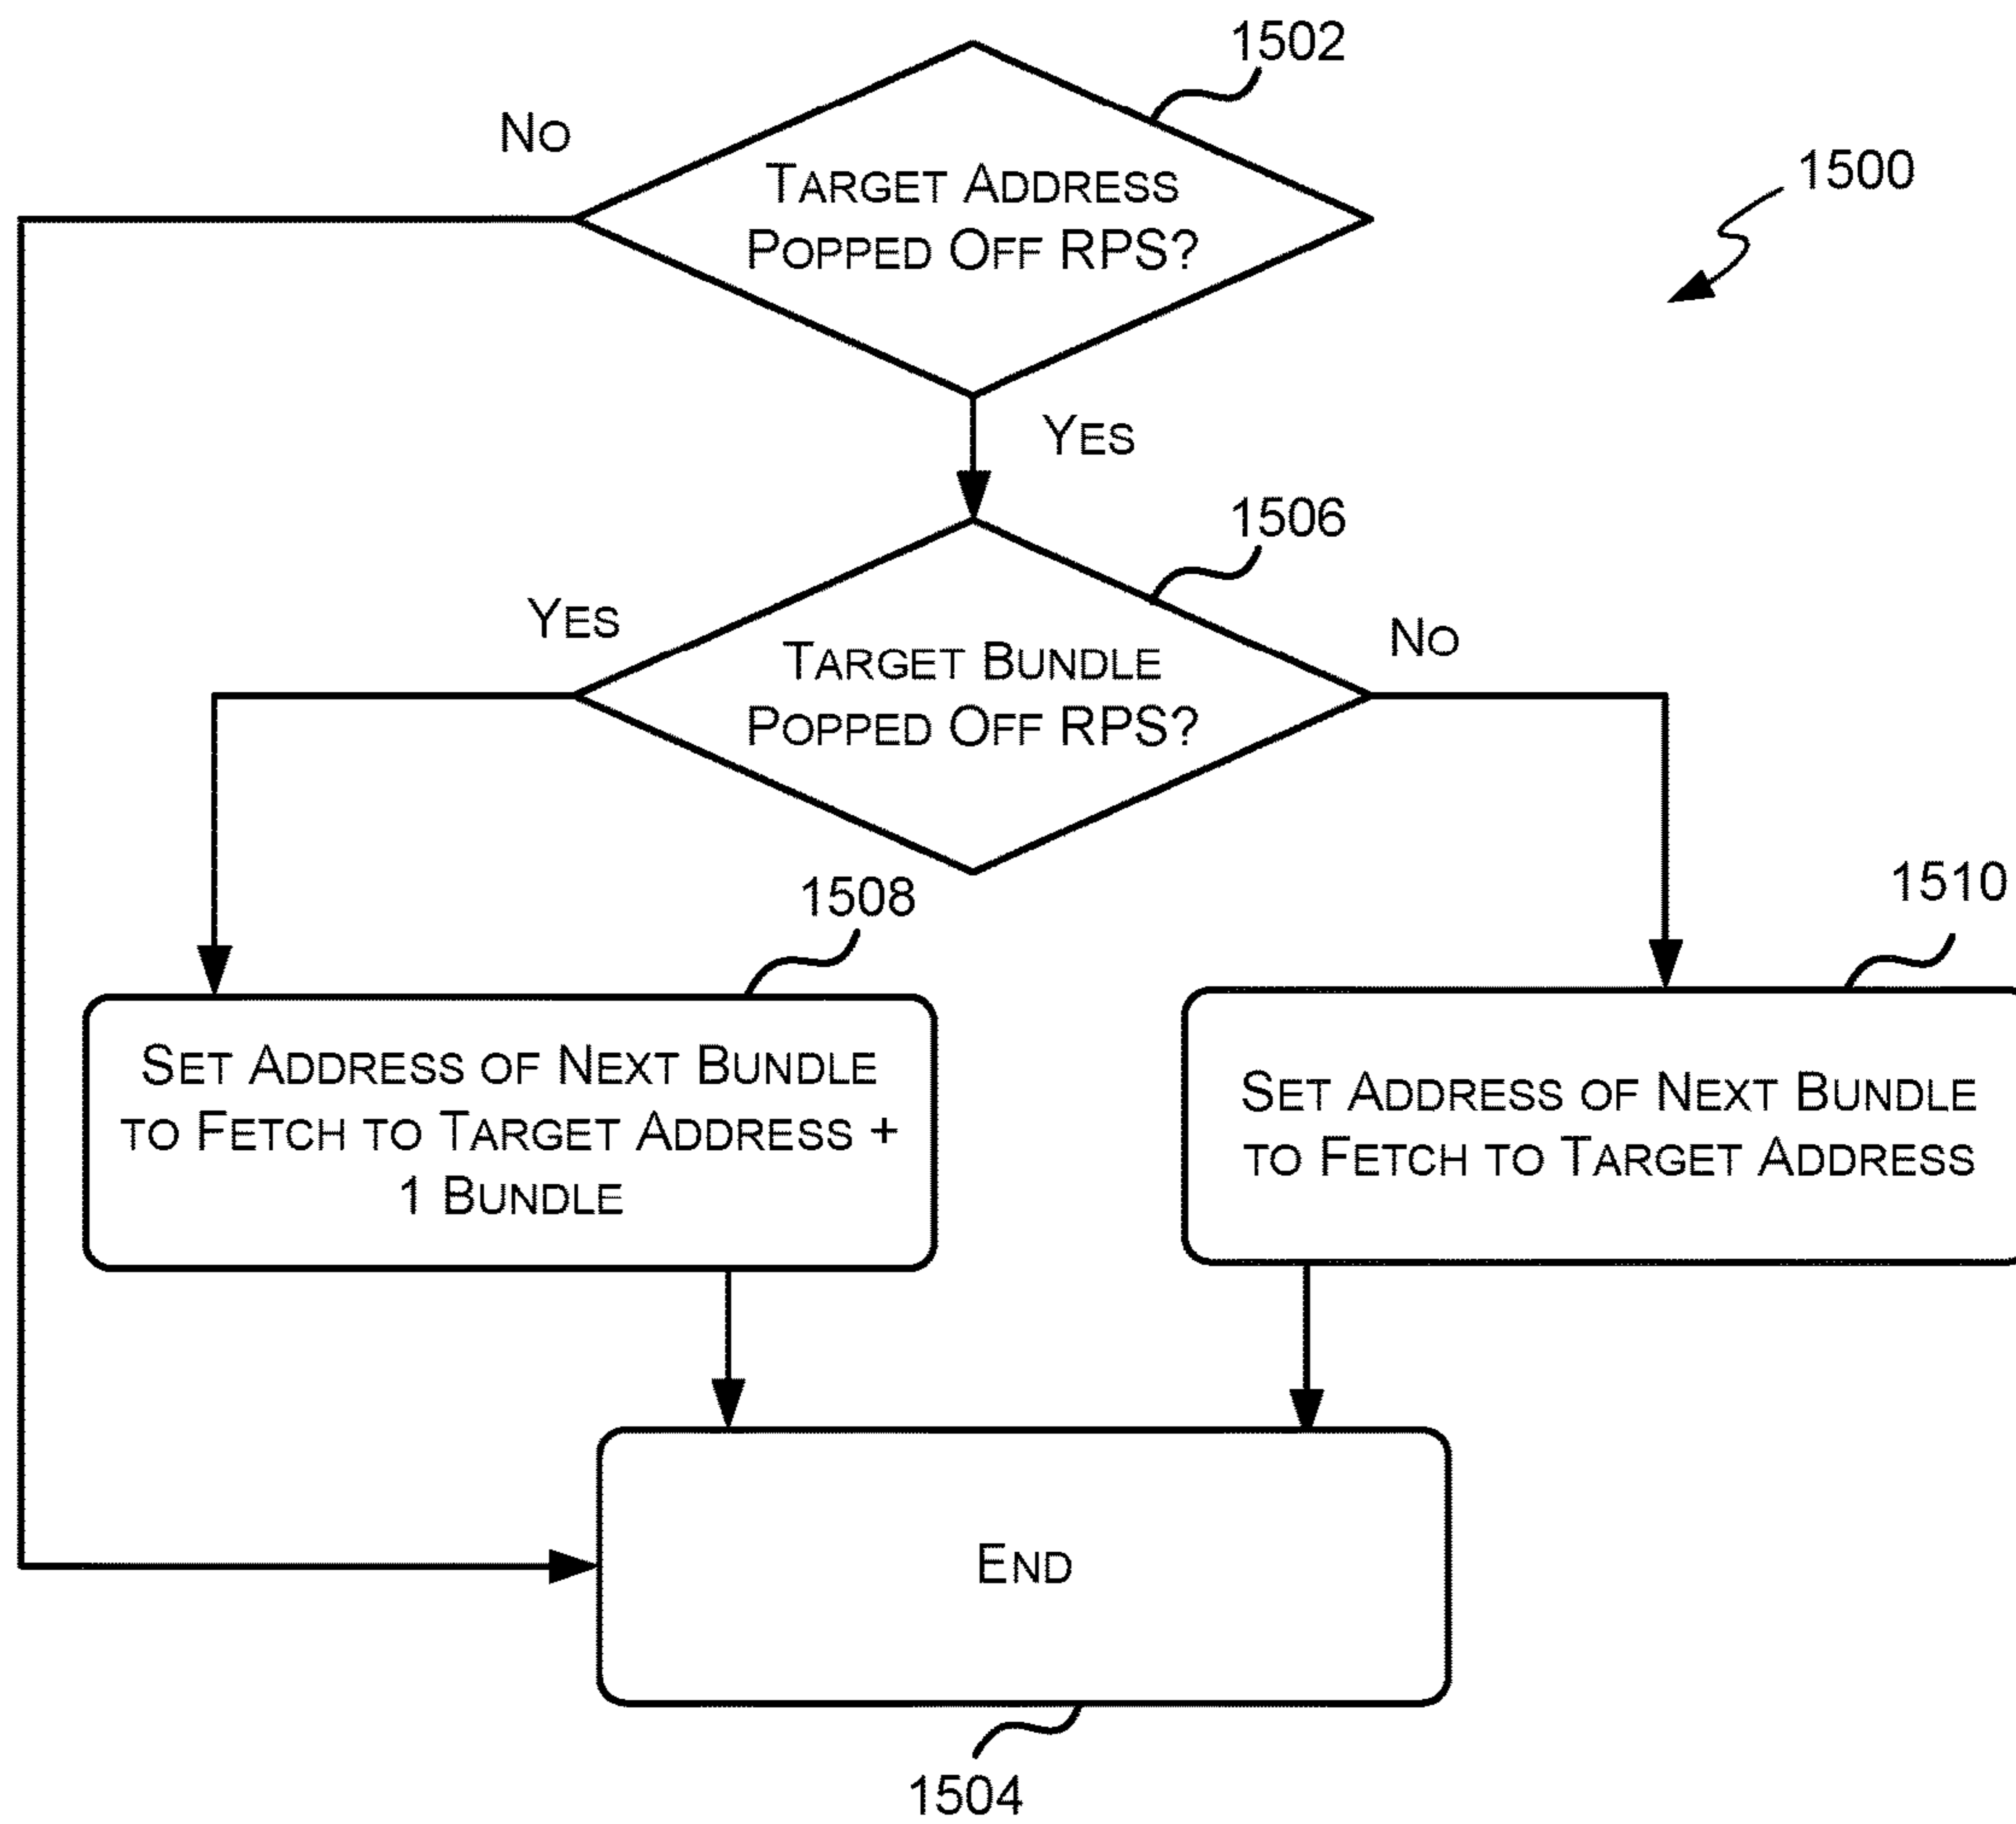 1502
No
Target Address
Popped Off RPS?
1500
Yes
1506
Yes
No
Target Bundle
Popped Off RPS?
1508
1510
Set Address of Next Bundle
to Fetch to Target Address +
1 Bundle
Set Address of Next Bundle
to Fetch to Target Address
End
1504